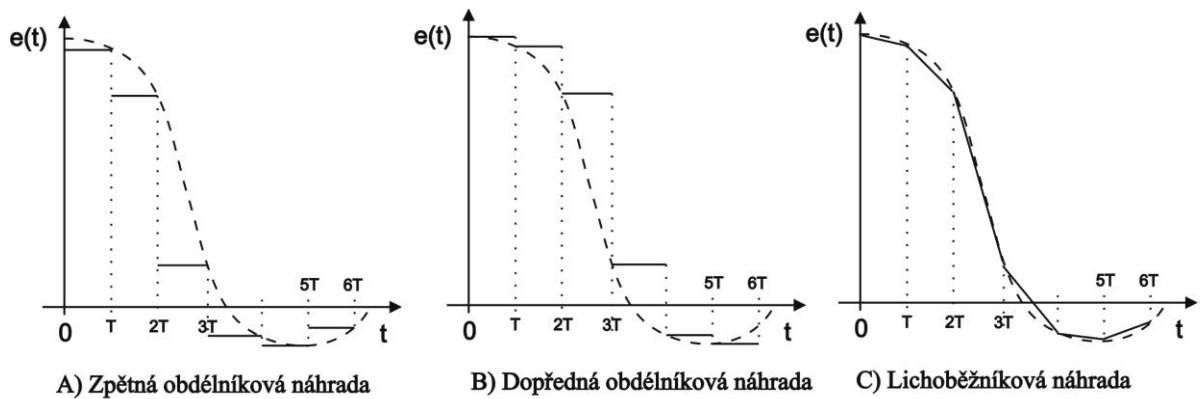 e(t)
5T 6T
0 T 2T 3T t
A) Zpětná obdélníková náhrada
e(t)
5T 6T
0 T 2T 3T t
B) Dopředná obdélníková náhrada
e(t)
5T 6T
0 T 2T 3T t
C) Lichoběžníková náhrada